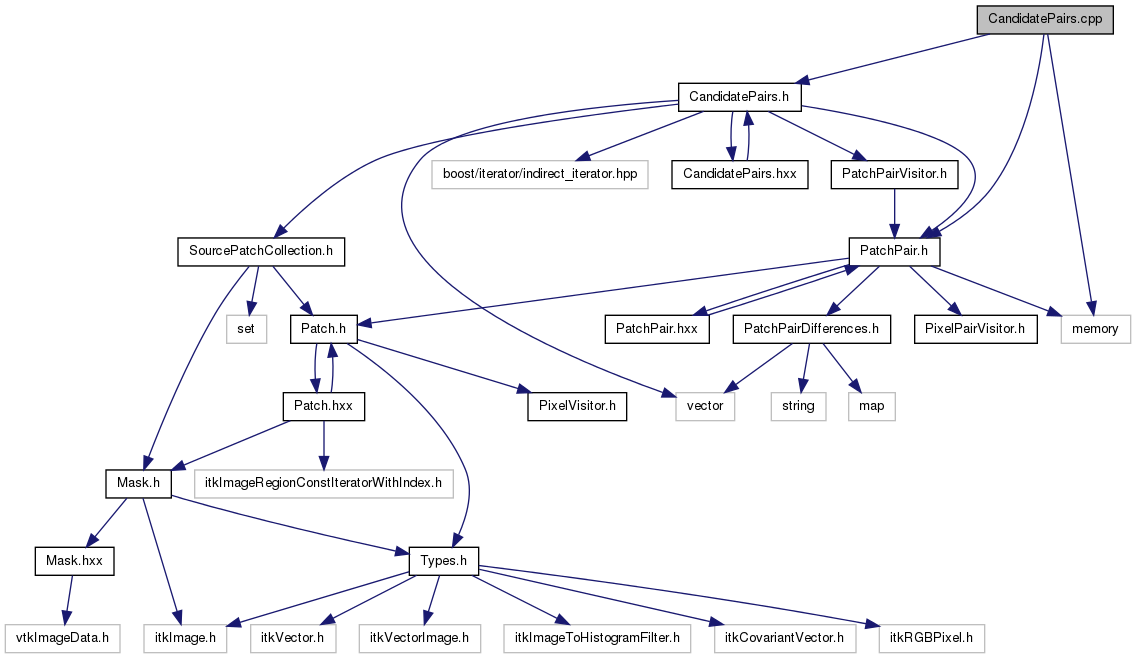 CandidatePairs.cpp
CandidatePairs.h
boost/iterator/indirect_iterator.hpp
CandidatePairs.hxx
PatchPairVisitor.h
SourcePatchCollection.h
PatchPair.h
set
Patch.h
PatchPair.hxx
PatchPairDifferences.h
PixelPairVisitor.h
memory
Patch.hxx
PixelVisitor.h
vector
string
map
Mask.h
itkImageRegionConstIteratorWithIndex.h
Mask.hxx
Types.h
vtkImageData.h
itkImage.h
itkVector.h
itkVectorImage.h
itkImageToHistogramFilter.h
itkCovariantVector.h
itkRGBPixel.h